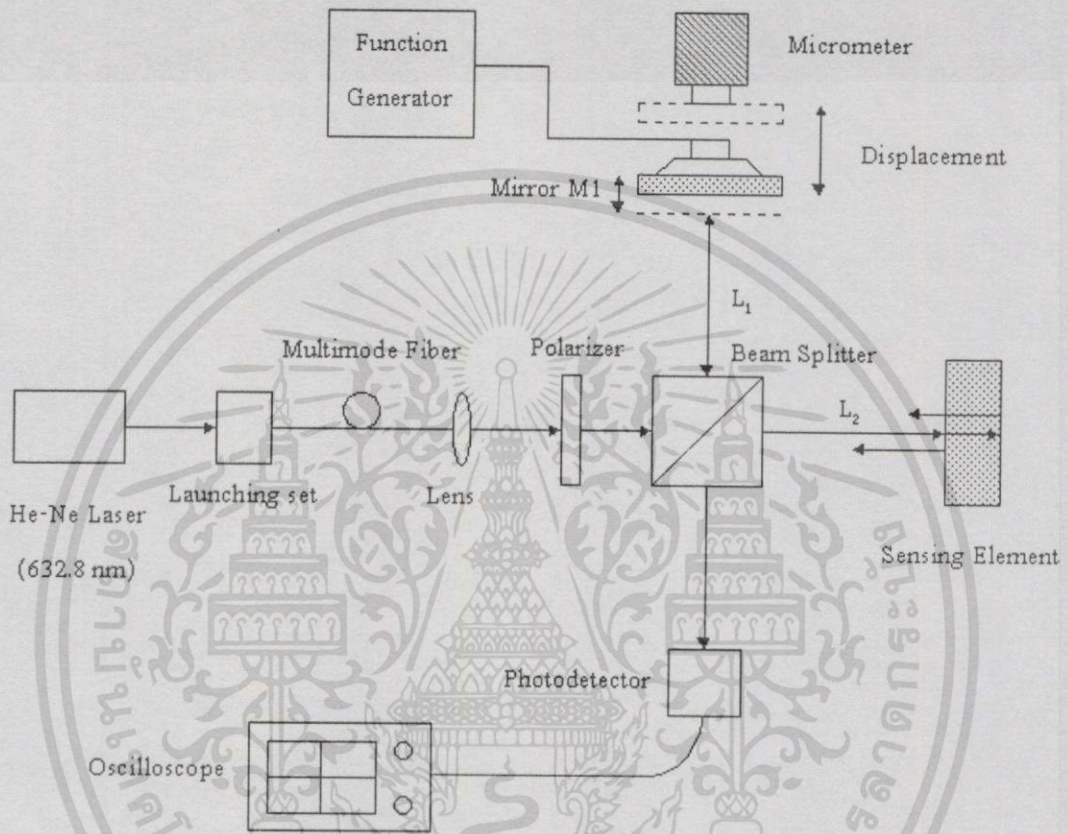 Function
Generator
Micrometer
Displacement
Mirror M1
L₁
Multimode Fiber
Polarizer
Beam Splitter
L₂
Launching set
Lens
He-Ne Laser
(632.8 nm)
Sensing Element
Photodetector
Oscilloscope